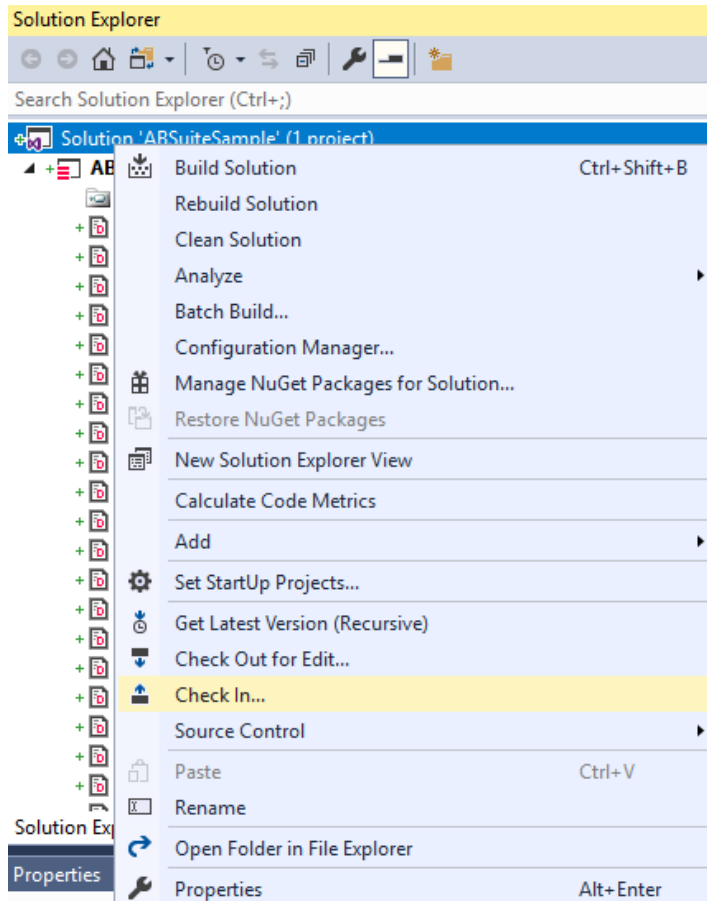 Solution Explorer
Search Solution Explorer (Ctrl+;)
Solution 'ABSuiteSample' (1 project)
AB
Build Solution Ctrl+Shift+B
Rebuild Solution
Clean Solution
Analyze
Batch Build...
Configuration Manager...
Manage NuGet Packages for Solution...
Restore NuGet Packages
New Solution Explorer View
Calculate Code Metrics
Add
Set StartUp Projects...
Get Latest Version (Recursive)
Check Out for Edit...
Check In...
Source Control
Paste Ctrl+V
Rename
Solution Exp
Open Folder in File Explorer
Properties
Properties Alt+Enter